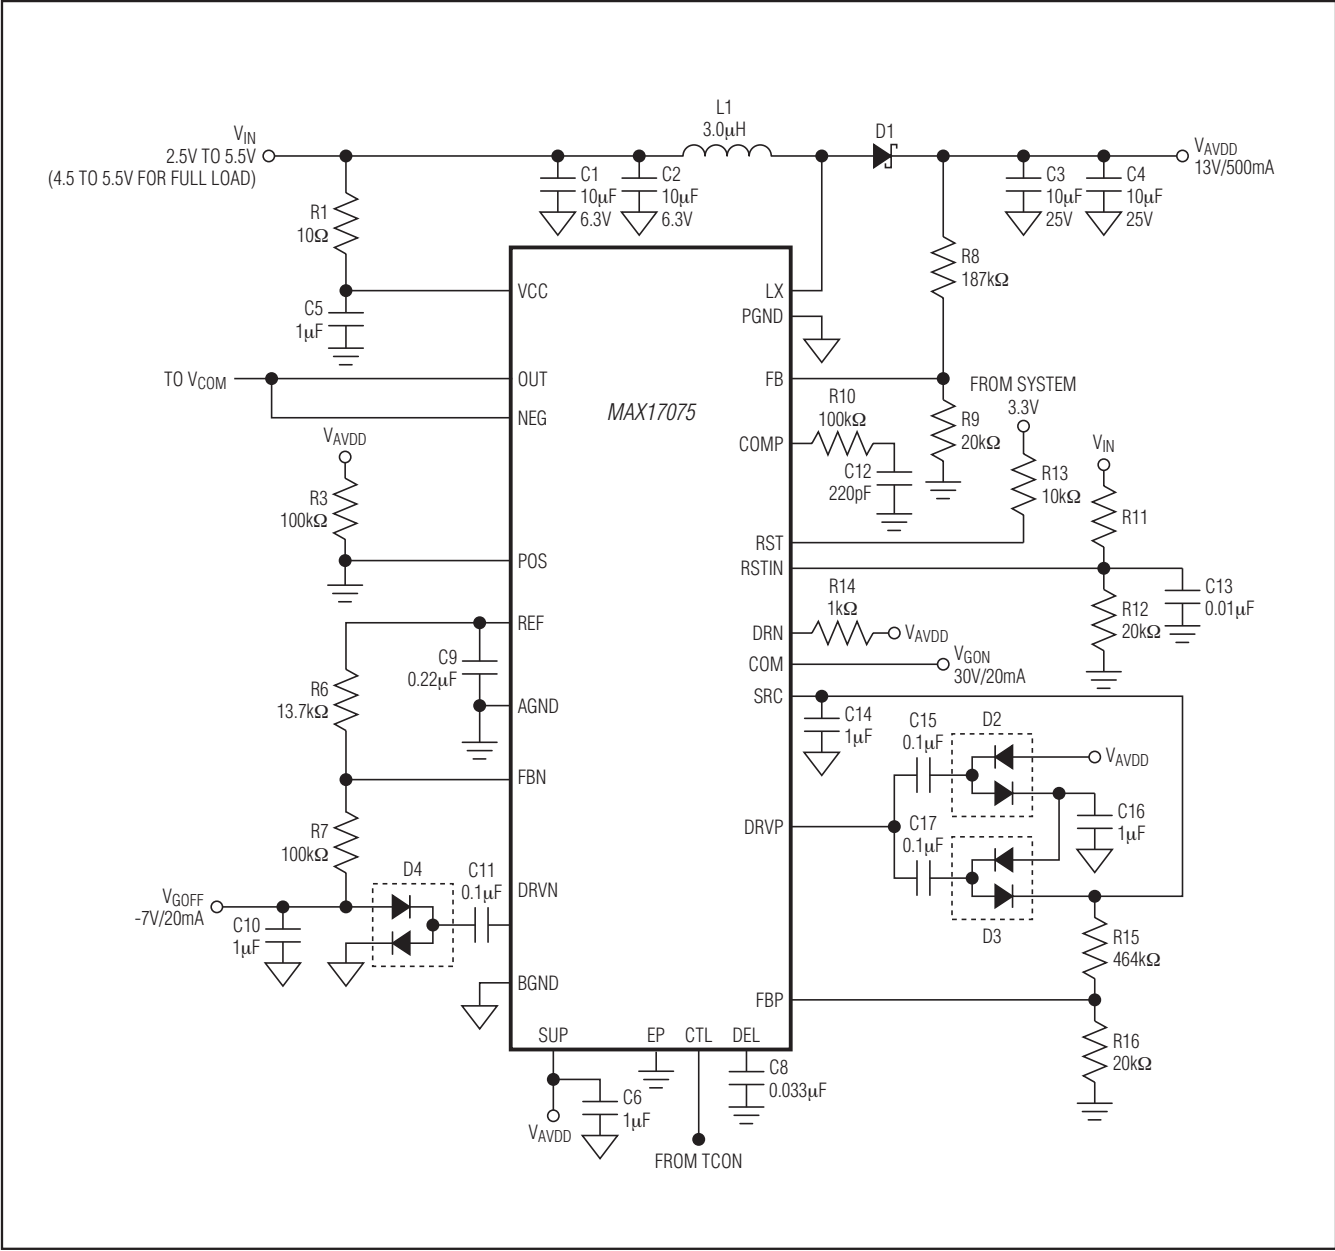 L1
3.0μH
D1
VIN
2.5V TO 5.5V
(4.5 TO 5.5V FOR FULL LOAD)
VAVDD
13V/500mA
C1
10μF
6.3V
C2
10μF
6.3V
C3
10μF
25V
C4
10μF
25V
R1
10Ω
R8
187kΩ
VCC
LX
C5
1μF
PGND
TO VCOM
OUT
FB
FROM SYSTEM
3.3V
NEG
MAX17075
R10
100kΩ
R9
20kΩ
VAVDD
COMP
VIN
C12
220pF
R13
10kΩ
R3
100kΩ
R11
RST
POS
RSTIN
R14
1kΩ
R12
20kΩ
C13
0.01μF
REF
DRN
VAVDD
C9
0.22μF
COM
VGON
30V/20mA
R6
13.7kΩ
SRC
AGND
C14
1μF
C15
0.1μF
D2
VAVDD
FBN
C16
1μF
R7
100kΩ
DRVP
C17
0.1μF
D4
C11
0.1μF
DRVN
VGOFF
-7V/20mA
C10
1μF
D3
R15
464kΩ
BGND
FBP
SUP
EP
CTL
DEL
R16
20kΩ
C8
0.033μF
C6
1μF
VAVDD
FROM TCON